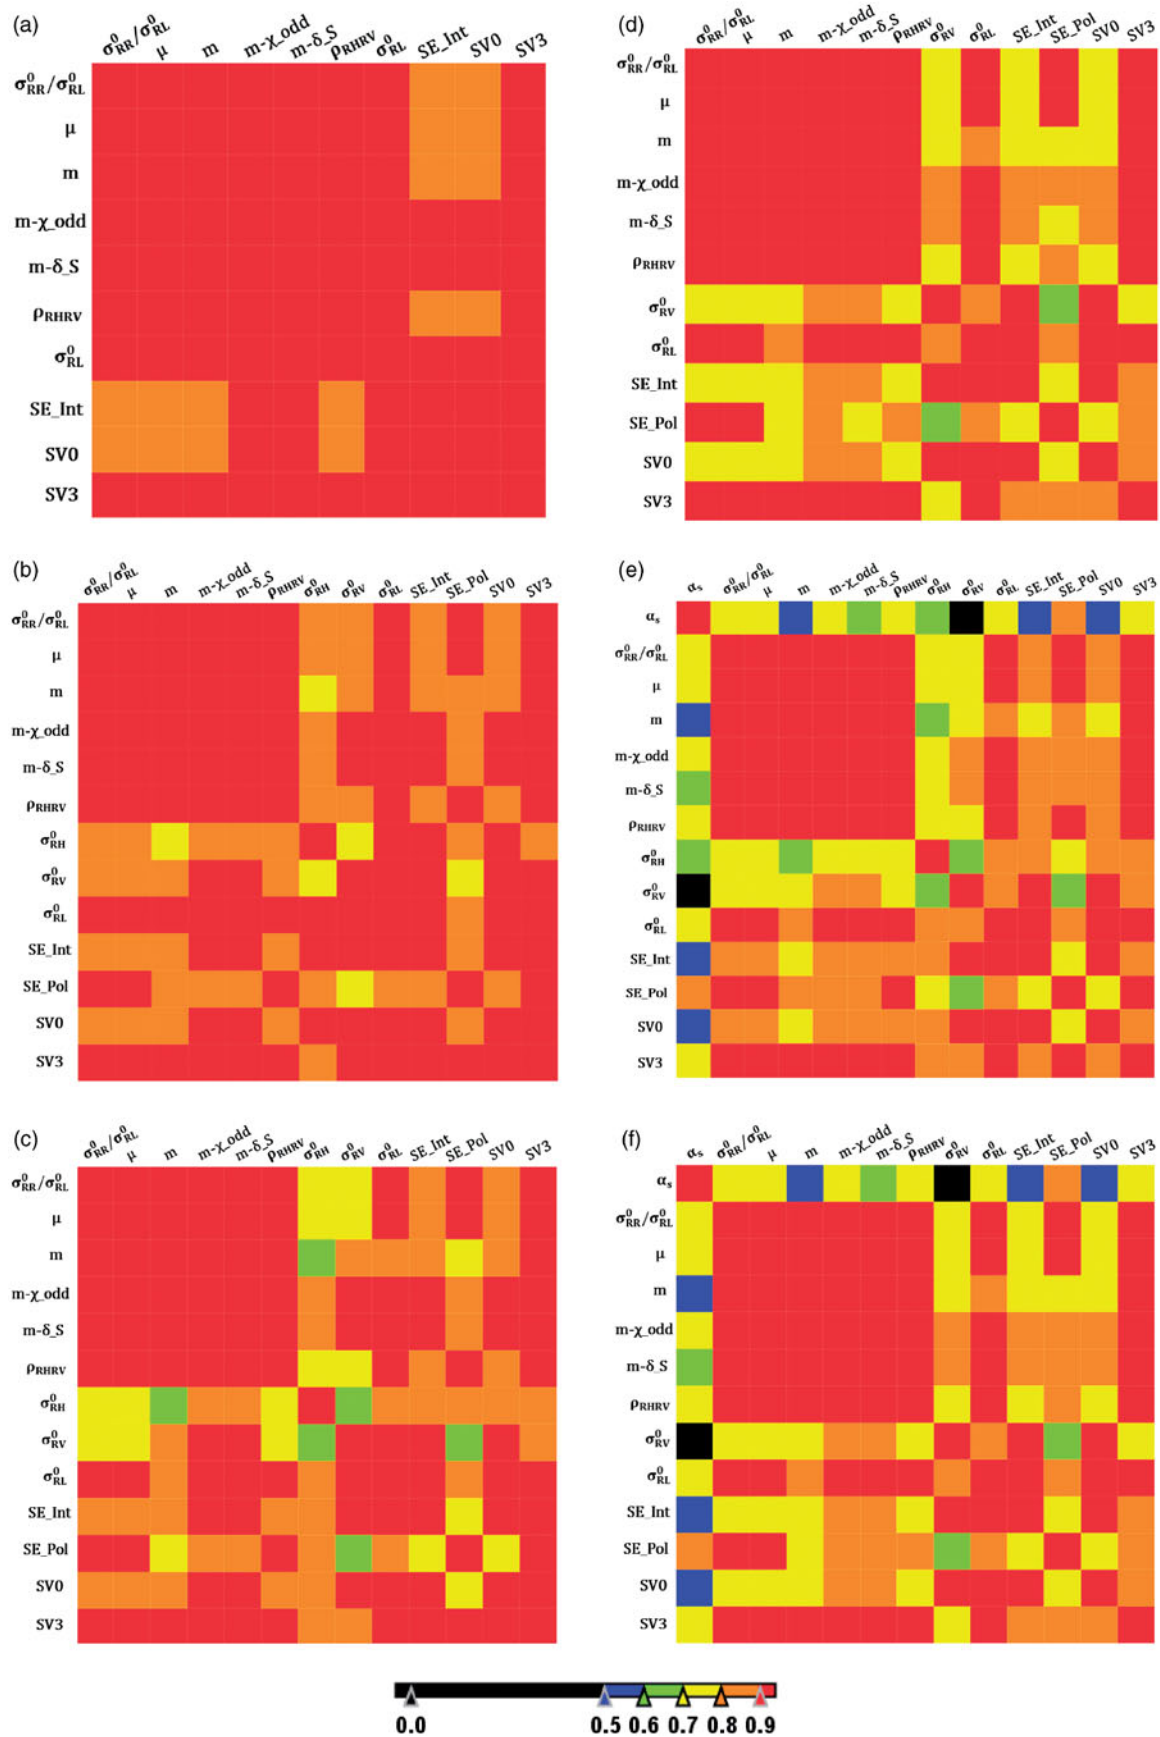 (a)
σ⁰RR/σ⁰RL μ m m-χ_odd m-δ_S ρRHRV σ⁰RL SE_Int SV0 SV3
σ⁰RR/σ⁰RL
μ
m
m-χ_odd
m-δ_S
ρRHRV
σ⁰RL
SE_Int
SV0
SV3
(d)
σ⁰RR/σ⁰RL μ m m-χ_odd m-δ_S ρRHRV σ⁰RV σ⁰RL SE_Int SE_Pol SV0 SV3
σ⁰RR/σ⁰RL
μ
m
m-χ_odd
m-δ_S
ρRHRV
σ⁰RV
σ⁰RL
SE_Int
SE_Pol
SV0
SV3
(b)
σ⁰RR/σ⁰RL μ m m-χ_odd m-δ_S ρRHRV σ⁰RH σ⁰RV σ⁰RL SE_Int SE_Pol SV0 SV3
σ⁰RR/σ⁰RL
μ
m
m-χ_odd
m-δ_S
ρRHRV
σ⁰RH
σ⁰RV
σ⁰RL
SE_Int
SE_Pol
SV0
SV3
(e)
αs σ⁰RR/σ⁰RL μ m m-χ_odd m-δ_S ρRHRV σ⁰RH σ⁰RV σ⁰RL SE_Int SE_Pol SV0 SV3
αs
σ⁰RR/σ⁰RL
μ
m
m-χ_odd
m-δ_S
ρRHRV
σ⁰RH
σ⁰RV
σ⁰RL
SE_Int
SE_Pol
SV0
SV3
(c)
σ⁰RR/σ⁰RL μ m m-χ_odd m-δ_S ρRHRV σ⁰RH σ⁰RV σ⁰RL SE_Int SE_Pol SV0 SV3
σ⁰RR/σ⁰RL
μ
m
m-χ_odd
m-δ_S
ρRHRV
σ⁰RH
σ⁰RV
σ⁰RL
SE_Int
SE_Pol
SV0
SV3
(f)
αs σ⁰RR/σ⁰RL μ m m-χ_odd m-δ_S ρRHRV σ⁰RV σ⁰RL SE_Int SE_Pol SV0 SV3
αs
σ⁰RR/σ⁰RL
μ
m
m-χ_odd
m-δ_S
ρRHRV
σ⁰RV
σ⁰RL
SE_Int
SE_Pol
SV0
SV3
0.0 0.5 0.6 0.7 0.8 0.9